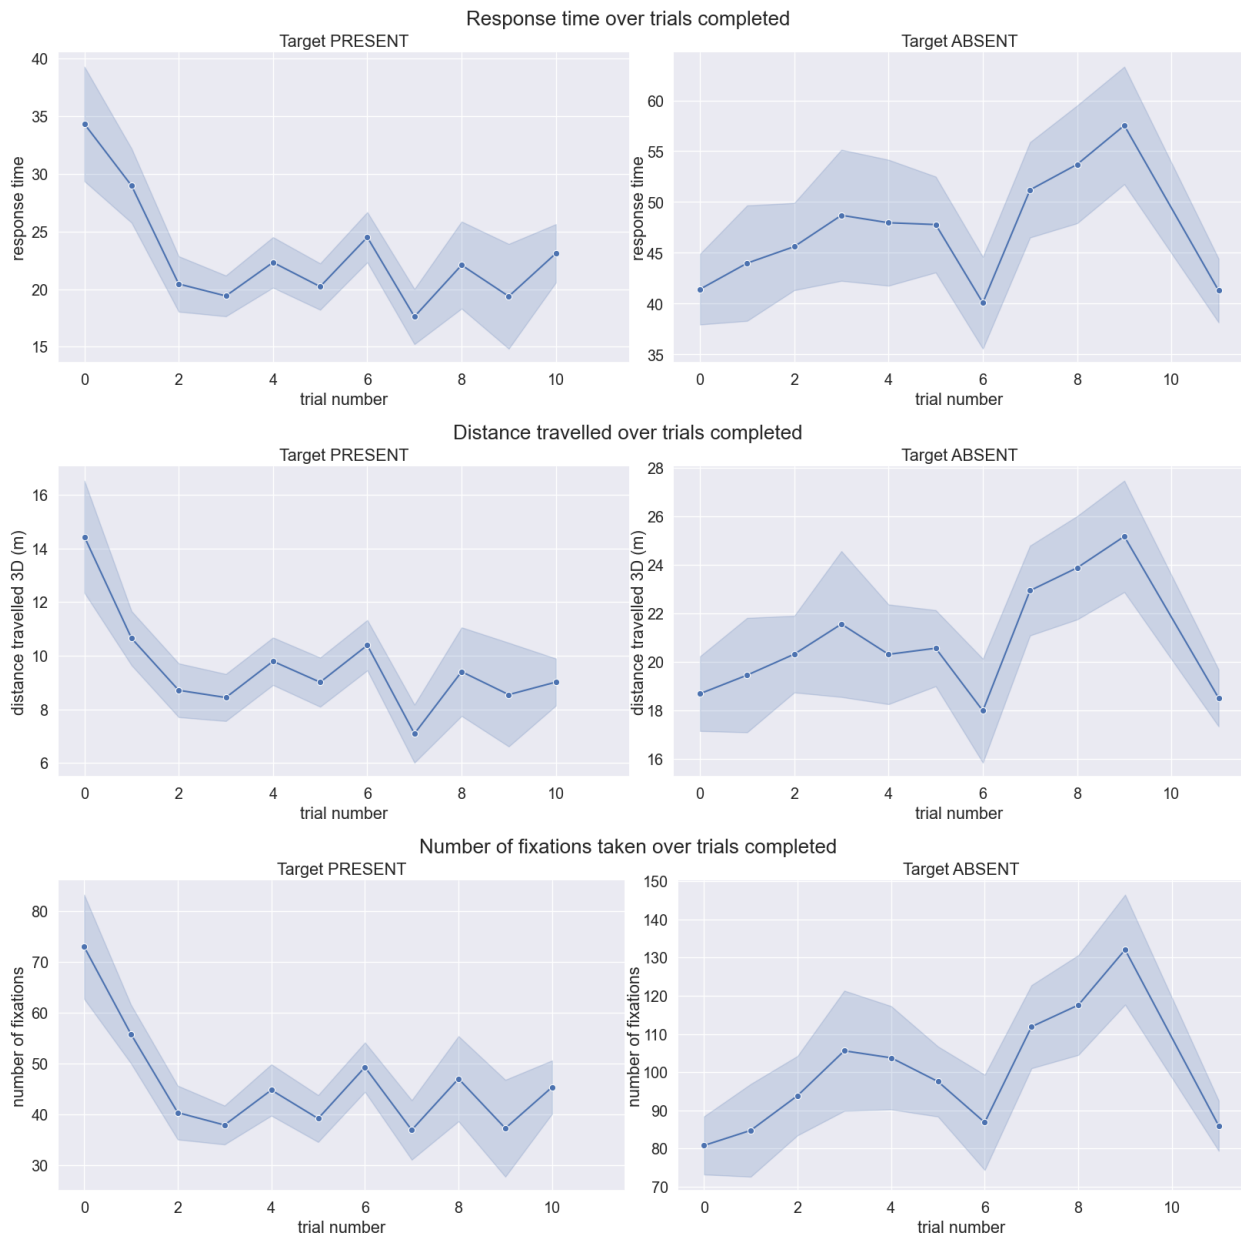 Response time over trials completed
Target PRESENT
Target ABSENT
response time
40
35
30
25
20
15
0 2 4 6 8 10
trial number
response time
60
55
50
45
40
35
0 2 4 6 8 10
trial number
Distance travelled over trials completed
Target PRESENT
Target ABSENT
distance travelled 3D (m)
16
14
12
10
8
6
0 2 4 6 8 10
trial number
distance travelled 3D (m)
28
26
24
22
20
18
16
0 2 4 6 8 10
trial number
Number of fixations taken over trials completed
Target PRESENT
Target ABSENT
number of fixations
80
70
60
50
40
30
0 2 4 6 8 10
trial number
number of fixations
150
140
130
120
110
100
90
80
70
0 2 4 6 8 10
trial number